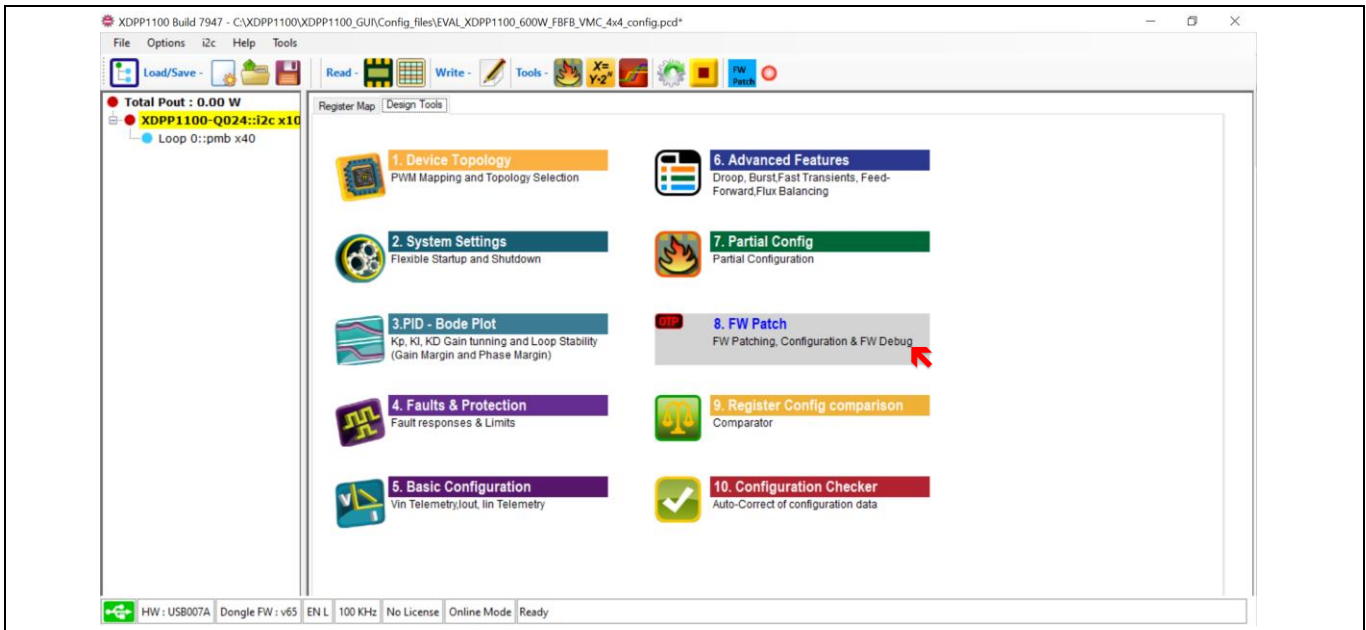 XDPP1100 Build 7947 - C:\XDPP1100\XDPP1100_GUI\Config_files\EVAL_XDPP1100_600W_FBFB_VMC_4x4_config.pcd*
File Options i2c Help Tools
Load/Save - Read - Write - Tools - X= Y·2ⁿ FW Patch
Total Pout : 0.00 W
XDPP1100-Q024::i2c x10
Loop 0::pmb x40
Register Map Design Tools
1. Device Topology
PWM Mapping and Topology Selection
2. System Settings
Flexible Startup and Shutdown
3.PID - Bode Plot
Kp, KI, KD Gain tunning and Loop Stability
(Gain Margin and Phase Margin)
4. Faults & Protection
Fault responses & Limits
5. Basic Configuration
Vin Telemetry,Iout, Iin Telemetry
6. Advanced Features
Droop, Burst,Fast Transients, Feed-
Forward,Flux Balancing
7. Partial Config
Partial Configuration
OTP 8. FW Patch
FW Patching, Configuration & FW Debug
9. Register Config comparison
Comparator
10. Configuration Checker
Auto-Correct of configuration data
HW : USB007A Dongle FW : v65 EN L 100 KHz No License Online Mode Ready